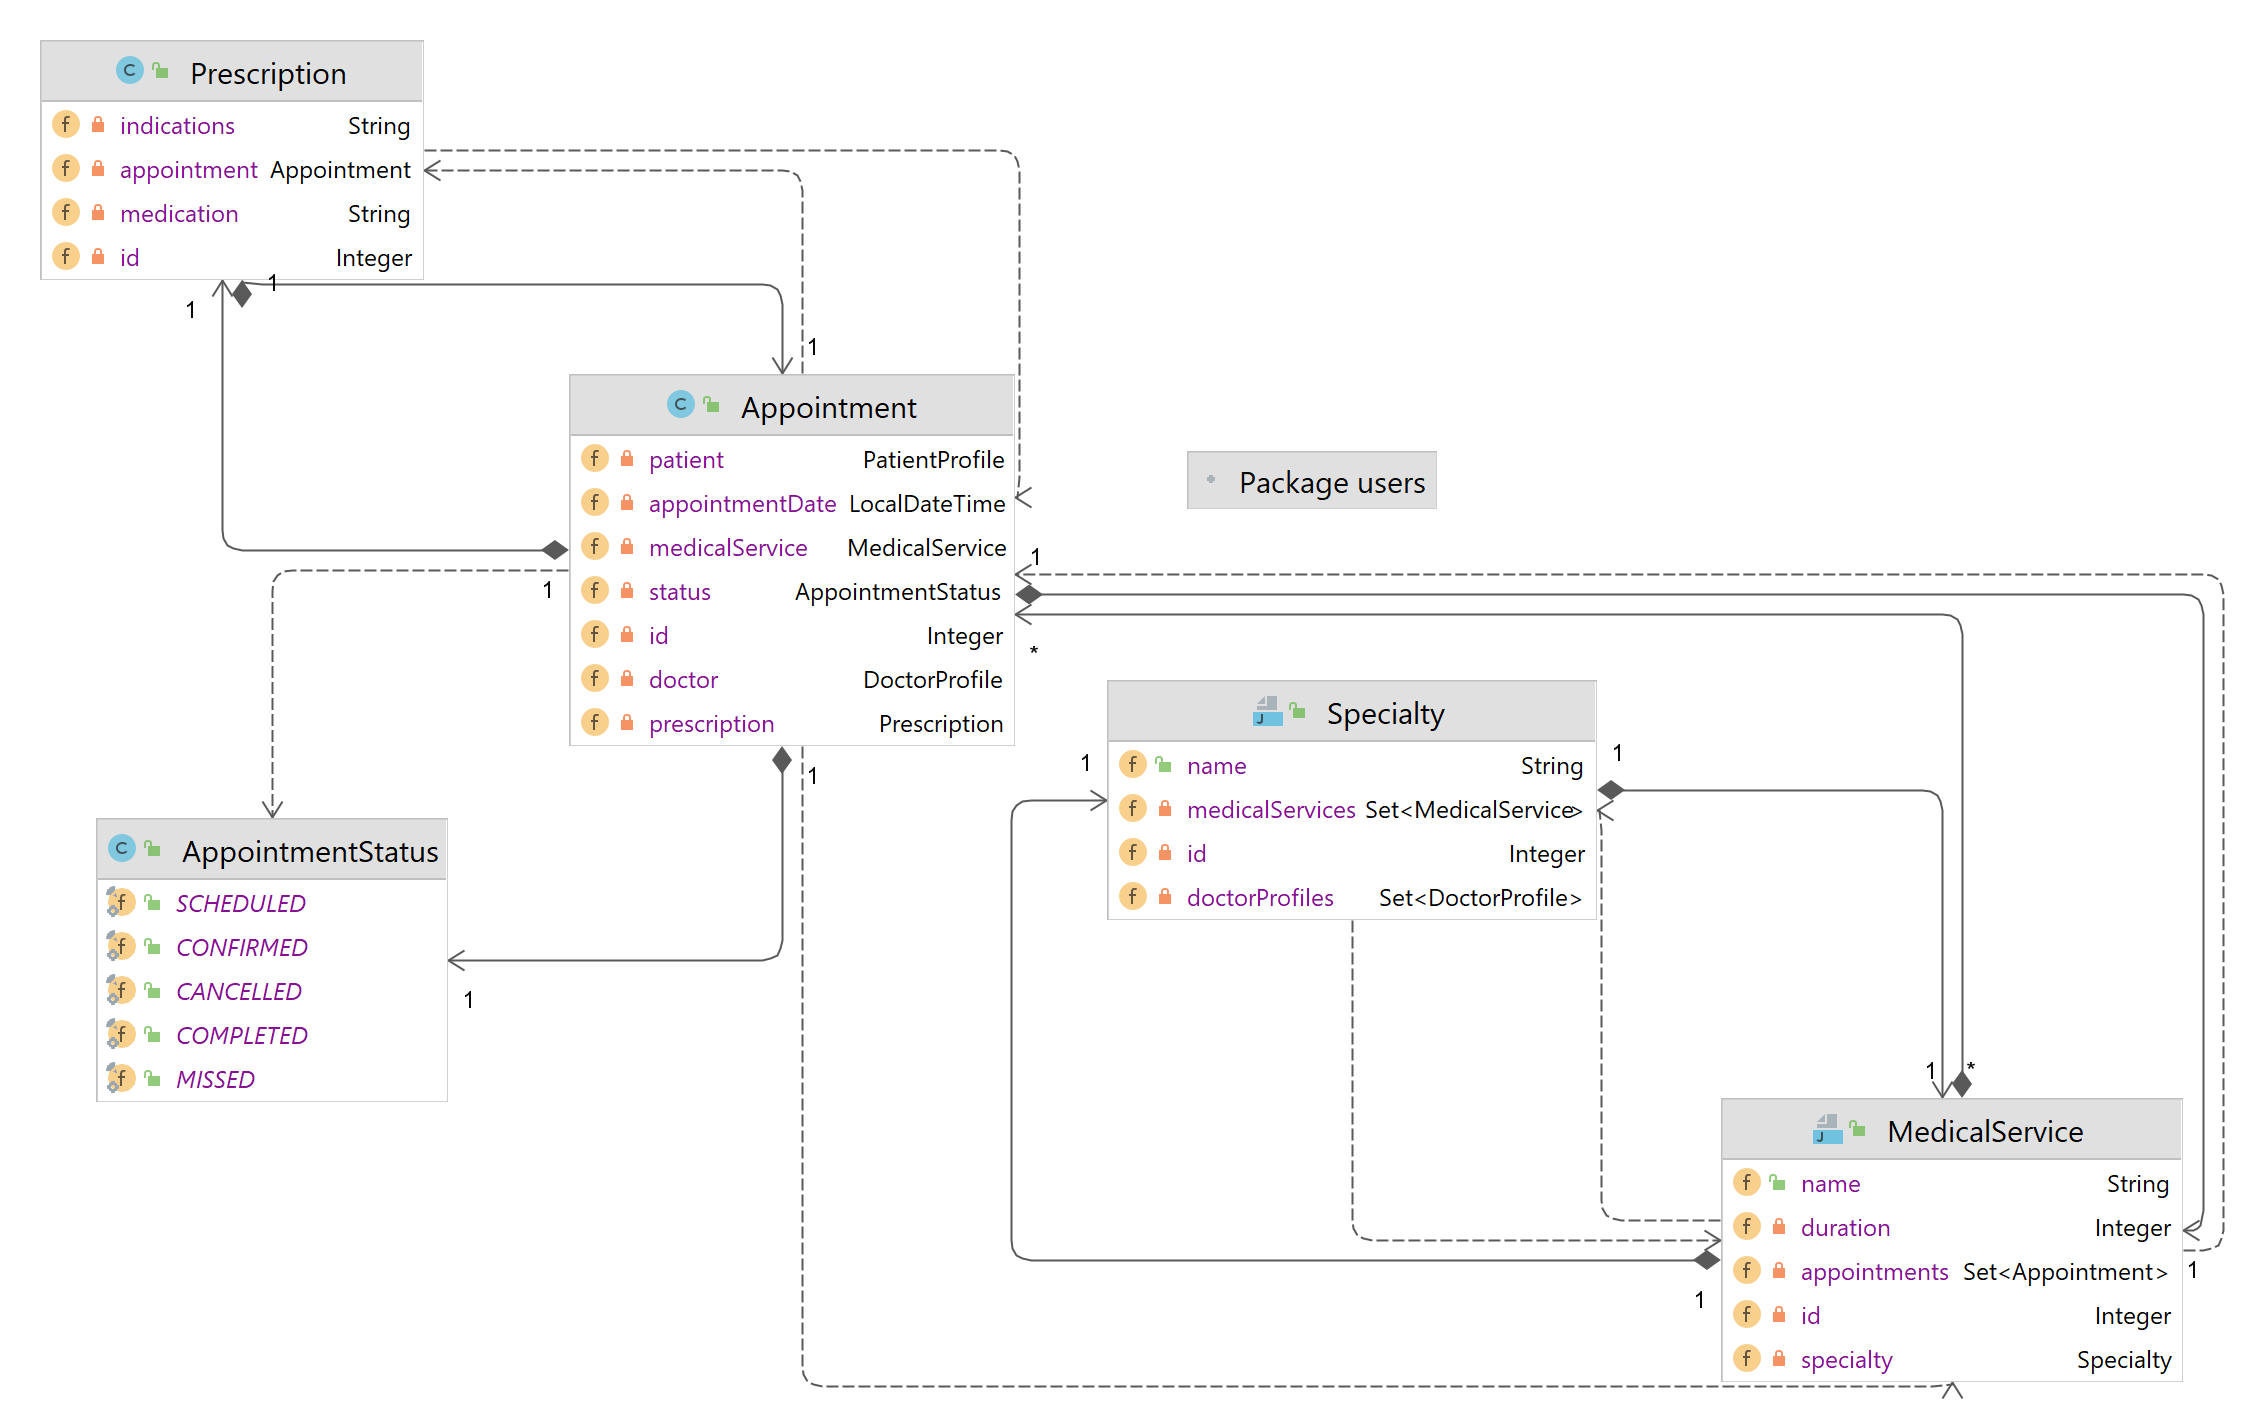 Prescription
indications String
appointment Appointment
medication String
id Integer
1
1
1
Appointment
patient PatientProfile
appointmentDate LocalDateTime
medicalService MedicalService
status AppointmentStatus
id Integer
doctor DoctorProfile
prescription Prescription
Package users
1
1
*
1
AppointmentStatus
SCHEDULED
CONFIRMED
CANCELLED
COMPLETED
MISSED
1
1
1
Specialty
name String
medicalServices Set<MedicalService>
id Integer
doctorProfiles Set<DoctorProfile>
1
*
MedicalService
name String
duration Integer
appointments Set<Appointment>
id Integer
specialty Specialty
1
1